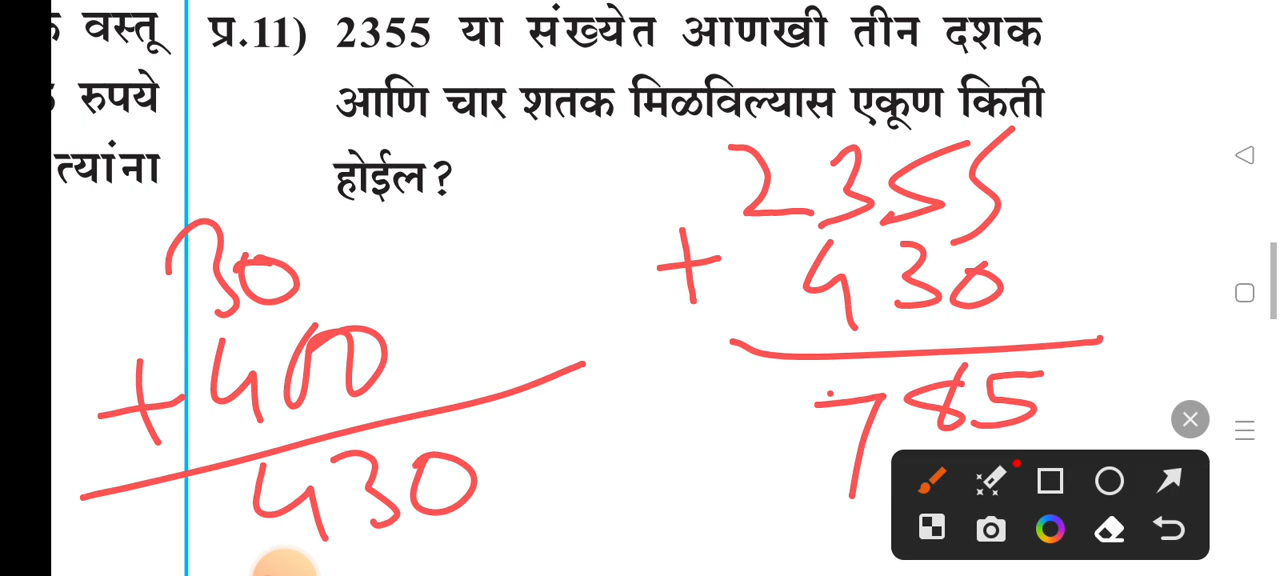 वस्तू
रुपये
त्यांना
प्र.11) 2355 या संख्येत आणखी तीन दशक
आणि चार शतक मिळविल्यास एकूण किती
होईल?
30
+400
430
2355
+ 430
785